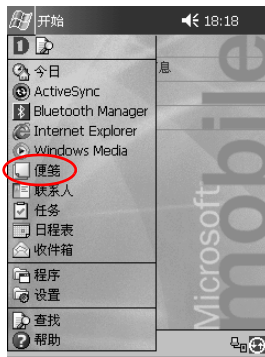 开始 18:18
今日
息
ActiveSync
Bluetooth Manager
Internet Explorer
Windows Media
便笺
联系人
任务
日程表
收件箱
程序
设置
查找
帮助
Microsoft
mobile